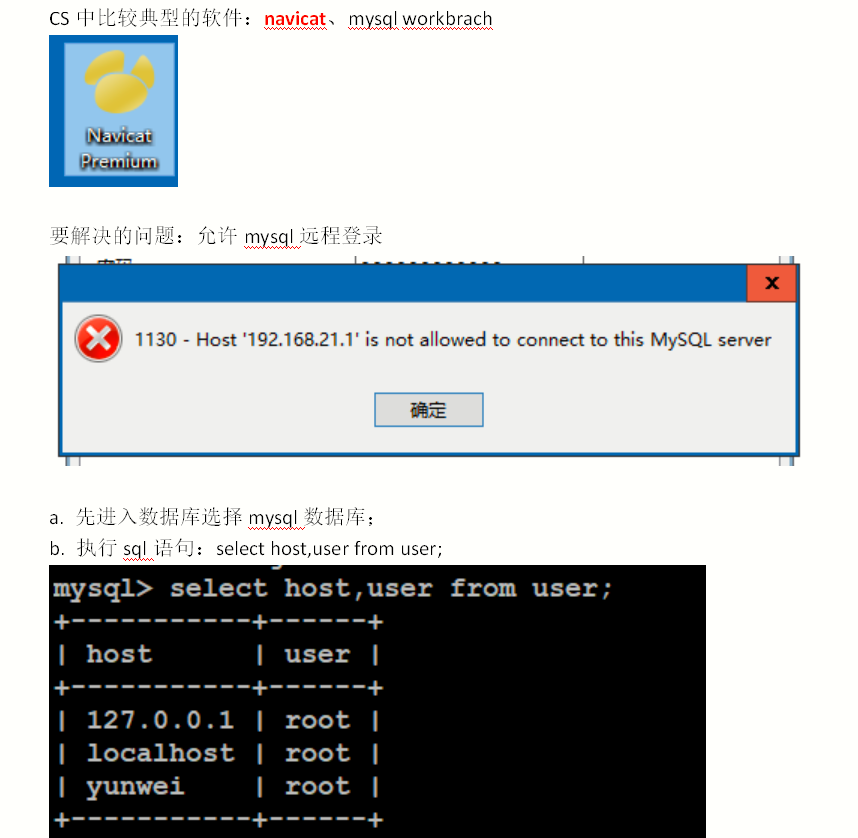 CS 中比较典型的软件：navicat、mysql workbrach
Navicat
Premium
要解决的问题：允许 mysql 远程登录
x
1130 - Host '192.168.21.1' is not allowed to connect to this MySQL server
确定
a. 先进入数据库选择 mysql 数据库；
b. 执行 sql 语句：select host,user from user;
mysql> select host,user from user;
+-----------+------+
| host | user |
+-----------+------+
| 127.0.0.1 | root |
| localhost | root |
| yunwei | root |
+-----------+------+